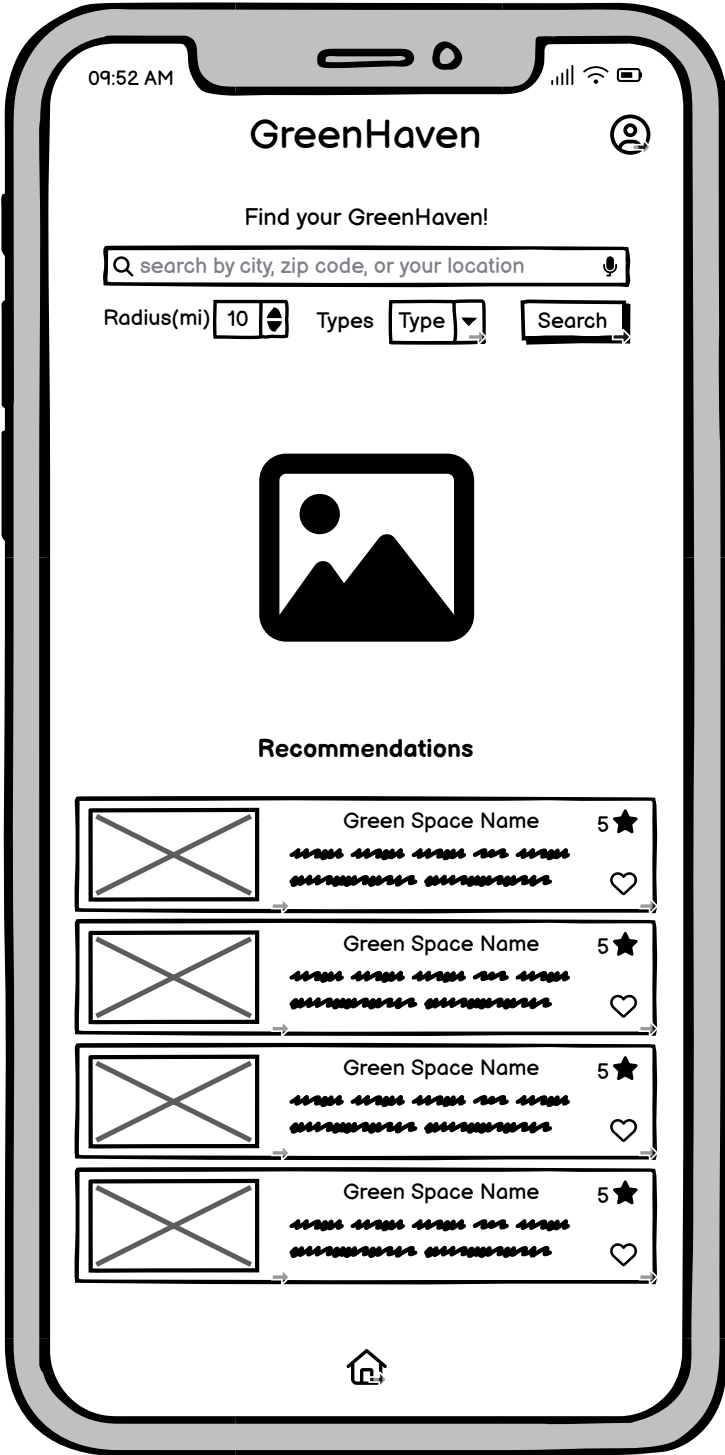 09:52 AM
GreenHaven
Find your GreenHaven!
search by city, zip code, or your location
Radius(mi) 10 Types Type Search
Recommendations
Green Space Name 5
Green Space Name 5
Green Space Name 5
Green Space Name 5